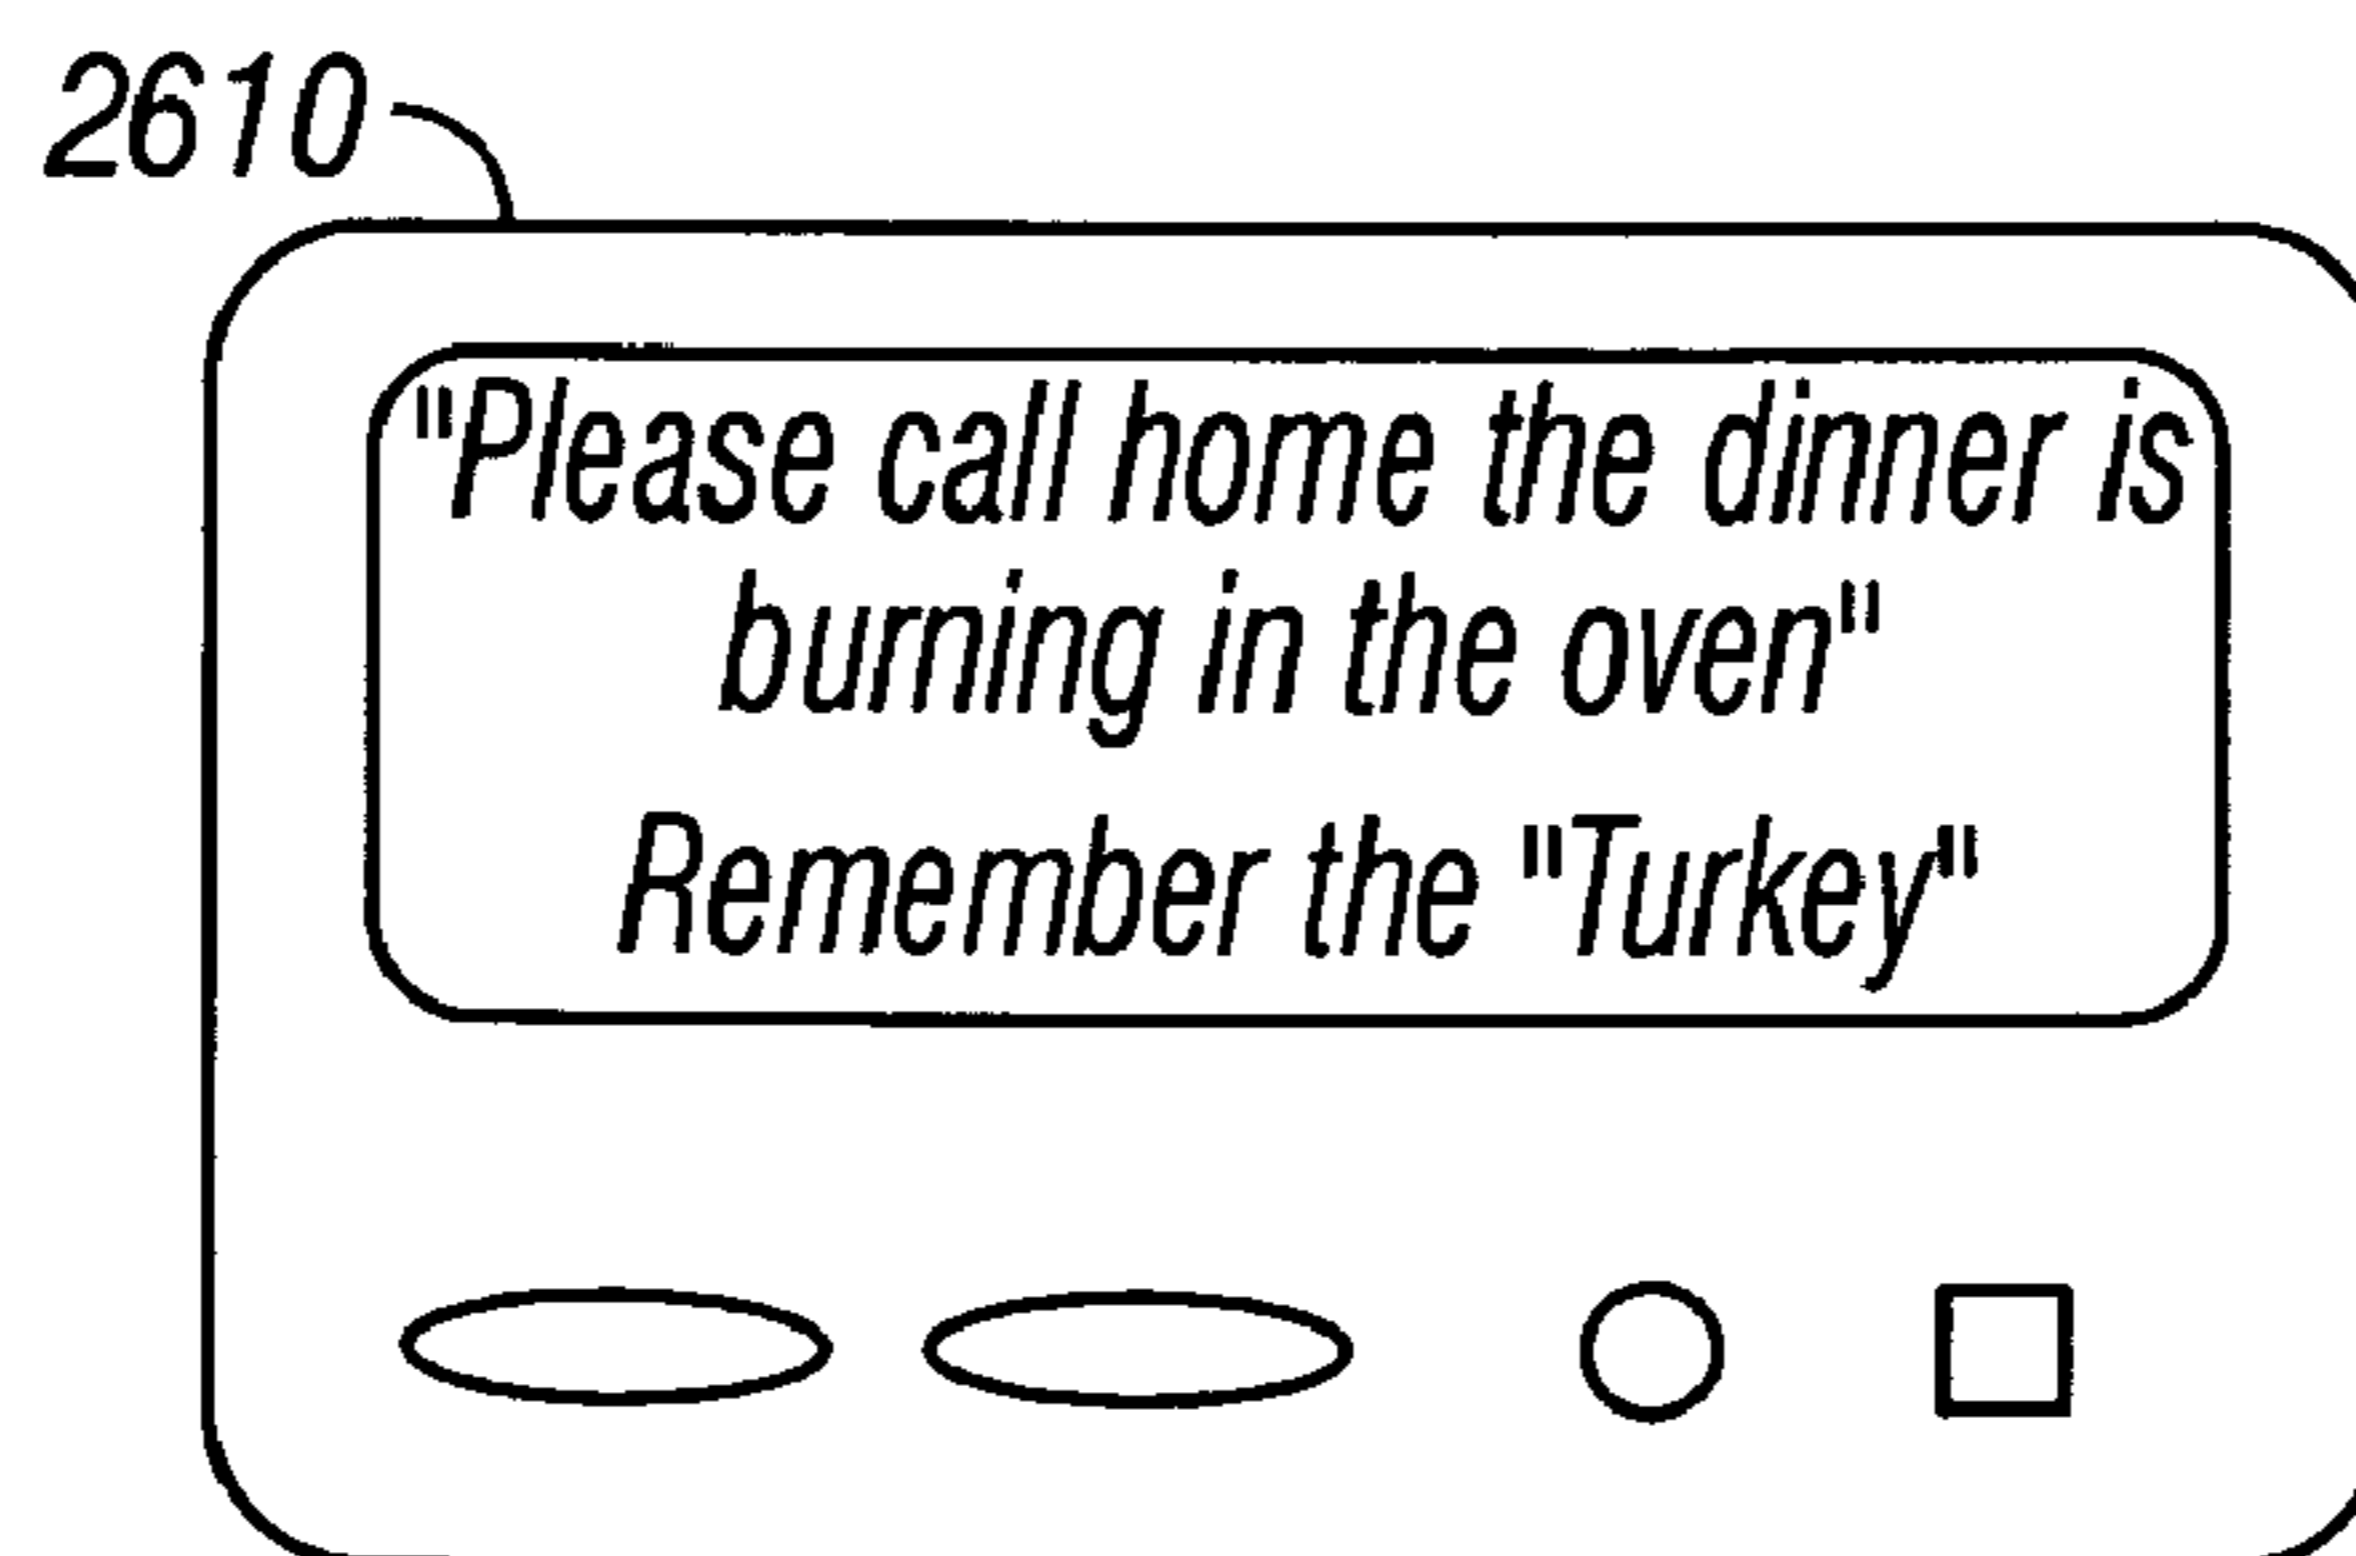 2610
"Please call home the dinner is
burning in the oven"
Remember the "Turkey"